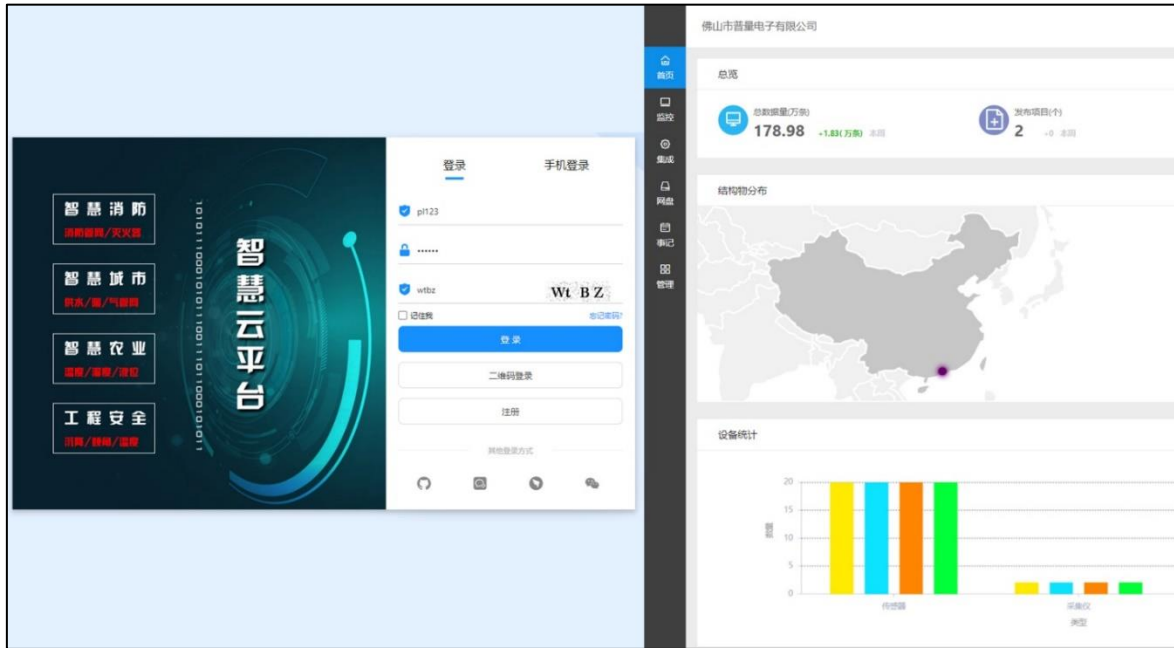 智慧消防
消防管网/灭火器
智慧城市
供水/电/气管网
智慧农业
温度/湿度/液位
工程安全
智慧云平台
登录
手机登录
pl123
••••••
wtbz
Wt B Z
记住我
忘记密码?
登 录
二维码登录
注册
其他登录方式
首页
监控
集成
网盘
事记
管理
佛山市普量电子有限公司
总览
总数据量(万条)
178.98
+1.83( 万条) 本周
发布项目(个)
2
+0 本周
结构物分布
设备统计
数量
20
15
10
5
0
传感器
采集仪
类型